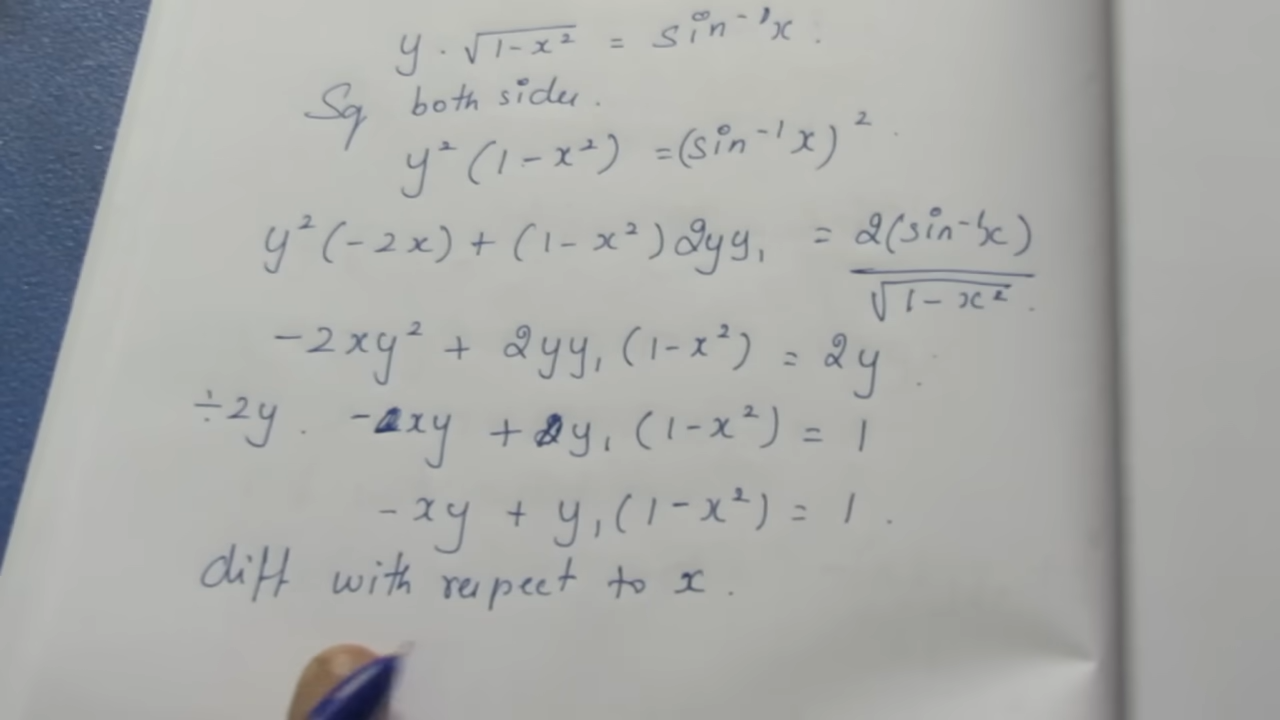 y . √1-x² = sin⁻¹x .
Sq both sides .
y² (1-x²) = (sin⁻¹x)² .
y² (-2x) + (1-x²) 2yy₁ = 2(sin⁻¹x) / √1-x² .
-2xy² + 2yy₁ (1-x²) = 2y .
÷2y . -2xy + 2y₁ (1-x²) = 1
-xy + y₁ (1-x²) = 1 .
diff with respect to x .